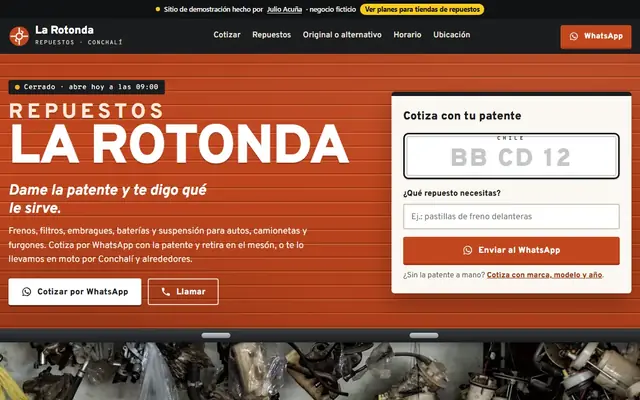 Sitio de demostración hecho por Julio Acuña · negocio ficticio Ver planes para tiendas de repuestos
La Rotonda
REPUESTOS · CONCHALÍ
Cotizar Repuestos Original o alternativo Horario Ubicación
WhatsApp
Cerrado · abre hoy a las 09:00
REPUESTOS
LA ROTONDA
Dame la patente y te digo qué
le sirve.
Frenos, filtros, embragues, baterías y suspensión para autos, camionetas y
furgones. Cotiza por WhatsApp con la patente y retira en el mesón, o te lo
llevamos en moto por Conchalí y alrededores.
Cotizar por WhatsApp
Llamar
Cotiza con tu patente
CHILE
BB CD 12
¿Qué repuesto necesitas?
Ej.: pastillas de freno delanteras
Enviar al WhatsApp
¿Sin la patente a mano? Cotiza con marca, modelo y año.